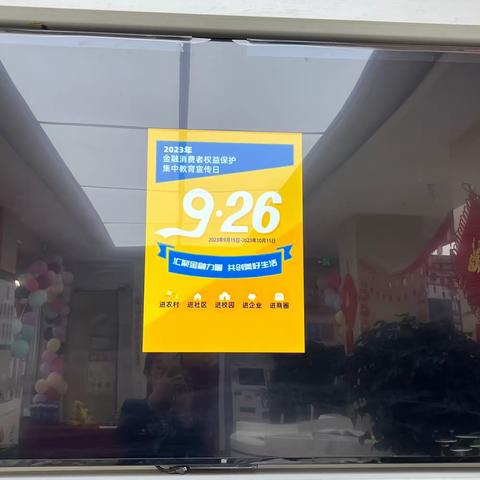 2023年
金融消费者权益保护
集中教育宣传日
9·26
2023年9月15日-2023年10月15日
汇聚金融力量 共创美好生活
进农村 进社区 进校园 进企业 进商圈